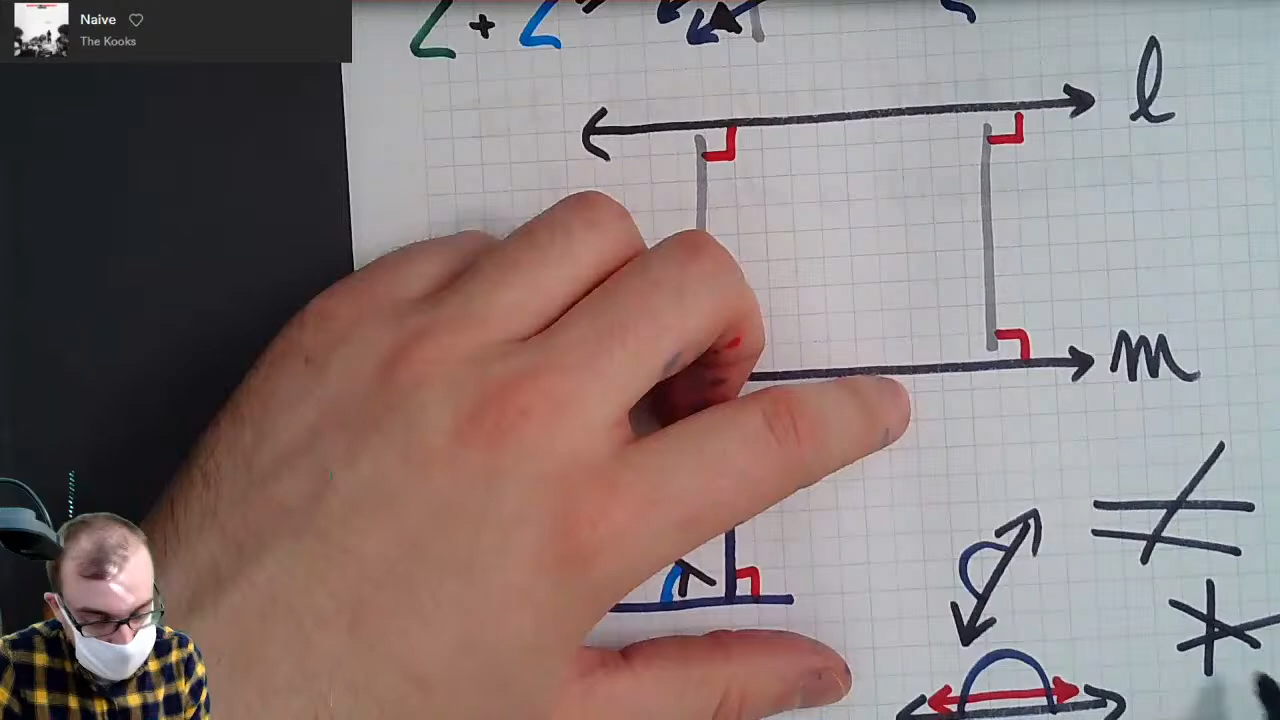 Naive
The Kooks
∠ + ∠
l
m
≠